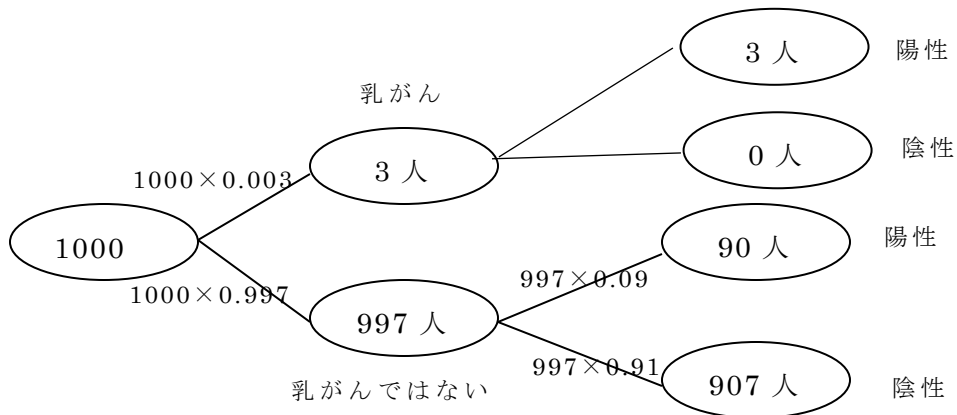 3 人
陽性
乳がん
3 人
0 人
陰性
1000×0.003
1000
90 人
陽性
997×0.09
1000×0.997
997 人
997×0.91
907 人
陰性
乳がんではない